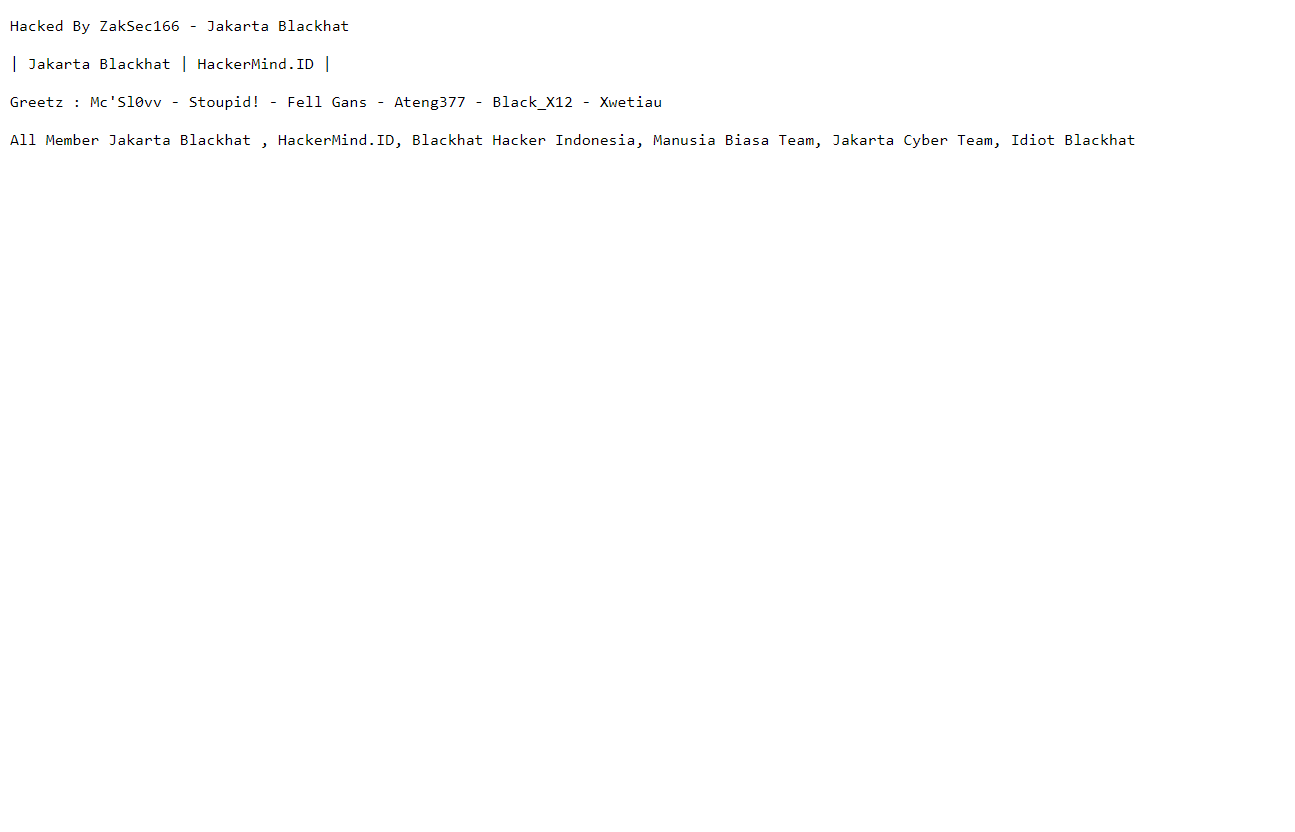 Hacked By ZakSec166 - Jakarta Blackhat
| Jakarta Blackhat | HackerMind.ID |
Greetz : Mc'Sl0vv - Stoupid! - Fell Gans - Ateng377 - Black_X12 - Xwetiau
All Member Jakarta Blackhat , HackerMind.ID, Blackhat Hacker Indonesia, Manusia Biasa Team, Jakarta Cyber Team, Idiot Blackhat